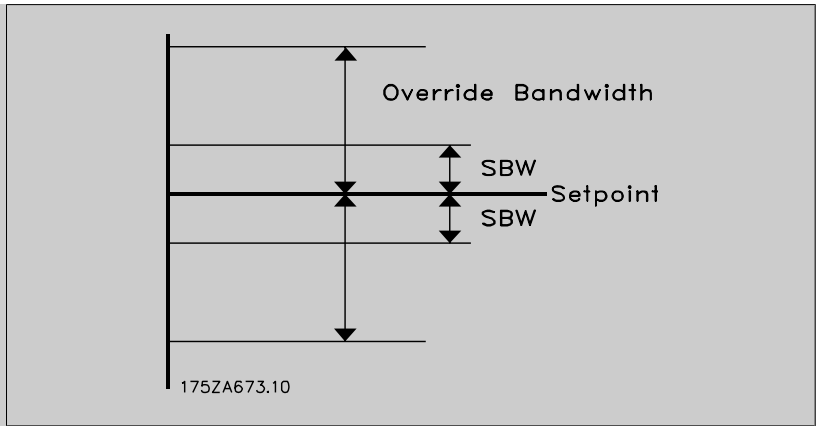 Override Bandwidth
SBW
Setpoint
SBW
175ZA673.10